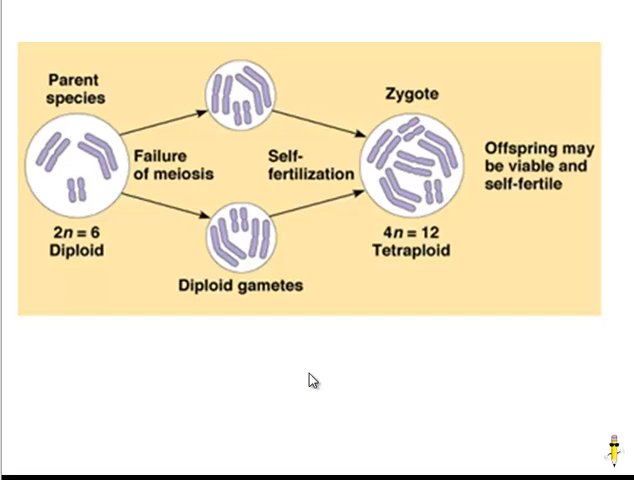 Parent
species
Failure
of meiosis
2n = 6
Diploid
Diploid gametes
Self-
fertilization
Zygote
4n = 12
Tetraploid
Offspring may
be viable and
self-fertile